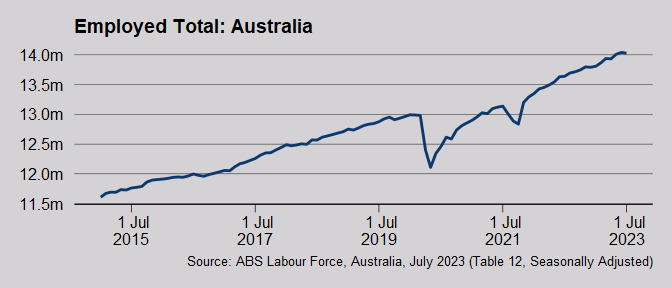 Employed Total: Australia
14.0m
13.5m
13.0m
12.5m
12.0m
11.5m
1 Jul 1 Jul 1 Jul 1 Jul 1 Jul
2015 2017 2019 2021 2023
Source: ABS Labour Force, Australia, July 2023 (Table 12, Seasonally Adjusted)